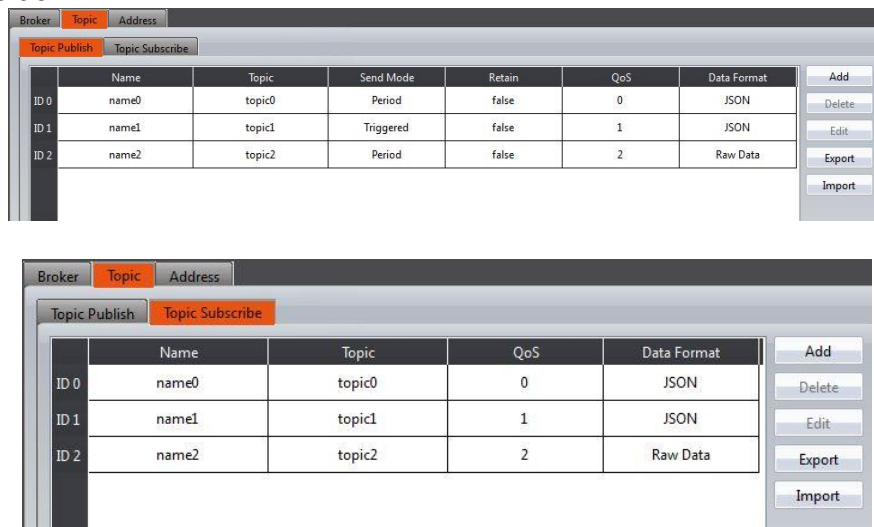 Broker Topic Address
Topic Publish Topic Subscribe
Name Topic Send Mode Retain QoS Data Format Add
ID 0 name0 topic0 Period false 0 JSON Delete
ID 1 name1 topic1 Triggered false 1 JSON Edit
ID 2 name2 topic2 Period false 2 Raw Data Export
Import
Broker Topic Address
Topic Publish Topic Subscribe
Name Topic QoS Data Format Add
ID 0 name0 topic0 0 JSON Delete
ID 1 name1 topic1 1 JSON Edit
ID 2 name2 topic2 2 Raw Data Export
Import